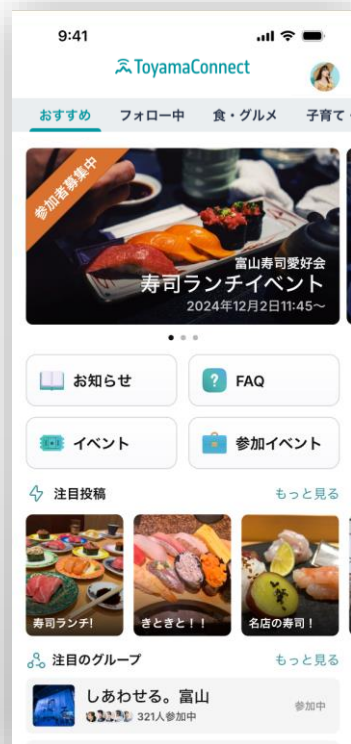 9:41
ToyamaConnect
おすすめ フォロー中 食・グルメ 子育て
参加者募集中
富山寿司愛好会
寿司ランチイベント
2024年12月2日11:45〜
お知らせ
FAQ
イベント
参加イベント
注目投稿 もっと見る
寿司ランチ!
きときと！！
名店の寿司！
注目のグループ もっと見る
しあわせる。富山
321人参加中
参加中